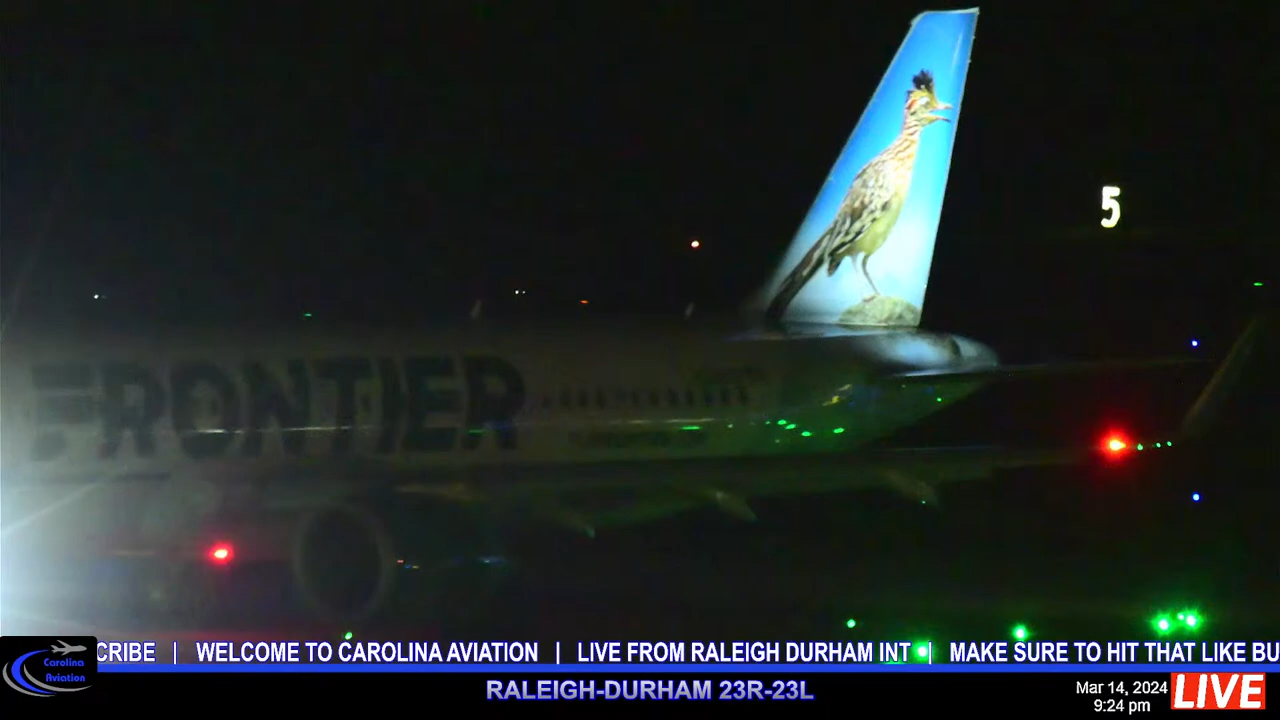 5
FRONTIER
CRIBE | WELCOME TO CAROLINA AVIATION | LIVE FROM RALEIGH DURHAM INT | MAKE SURE TO HIT THAT LIKE BU
Carolina
Aviation
RALEIGH-DURHAM 23R-23L
Mar 14, 2024
9:24 pm
LIVE